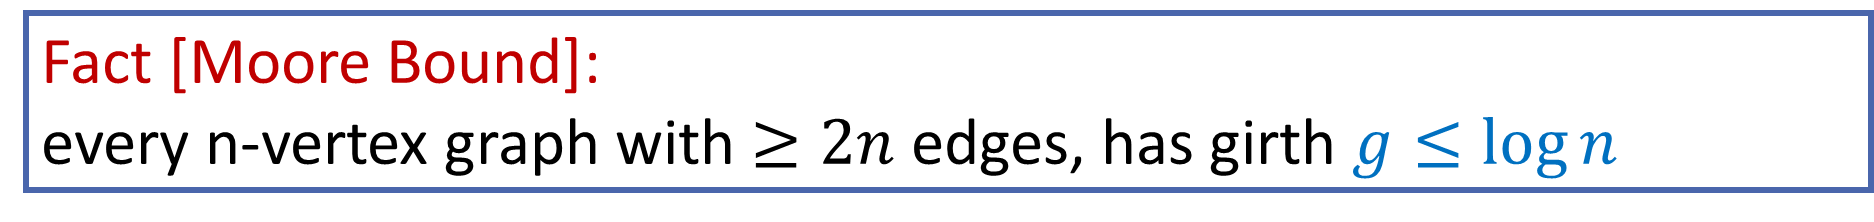 Fact [Moore Bound]:
every n-vertex graph with ≥ 2𝑛 edges, has girth 𝑔 ≤ log 𝑛